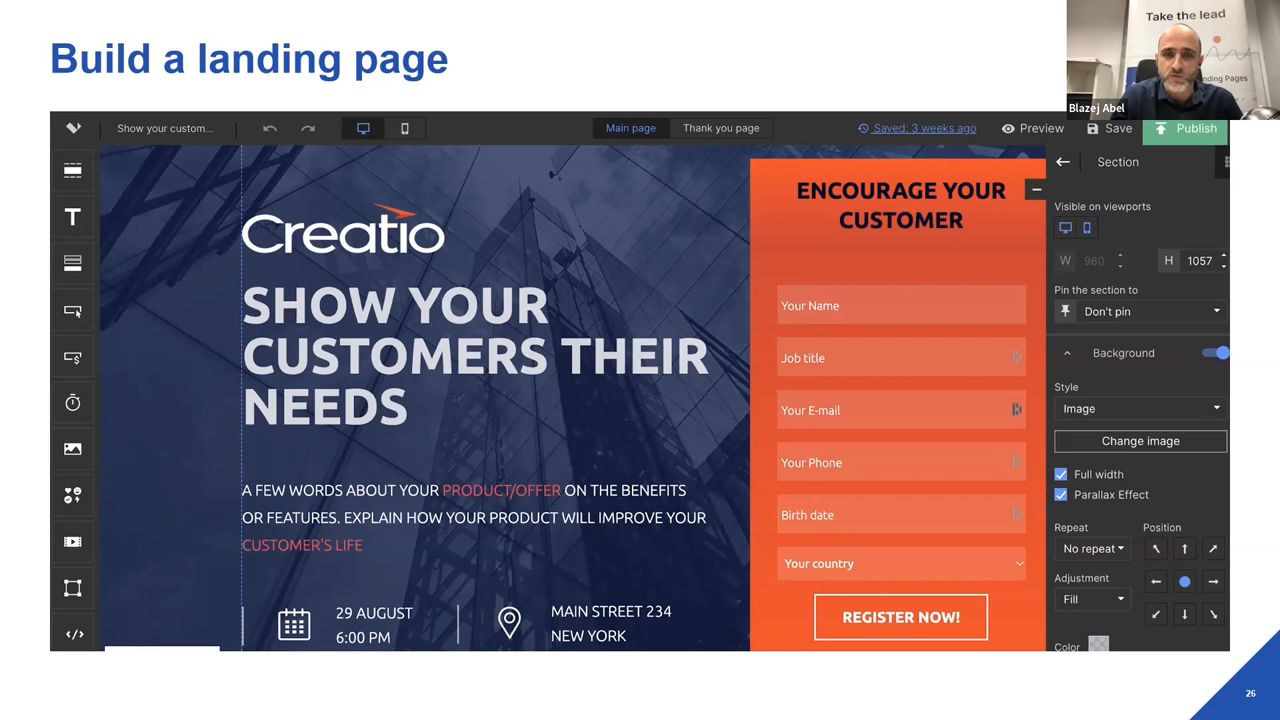 Build a landing page
Take the lead
nding Pages
Blazej Abel
Show your custom...
Main page
Thank you page
Saved: 3 weeks ago
Preview
Save
Publish
Section
Visible on viewports
W 960
H 1057
Pin the section to
Don't pin
Background
Style
Image
Change image
Full width
Parallax Effect
Repeat
Position
No repeat
Adjustment
Fill
Color
Creatio
SHOW YOUR
CUSTOMERS THEIR
NEEDS
A FEW WORDS ABOUT YOUR PRODUCT/OFFER ON THE BENEFITS
OR FEATURES. EXPLAIN HOW YOUR PRODUCT WILL IMPROVE YOUR
CUSTOMER'S LIFE
29 AUGUST
6:00 PM
MAIN STREET 234
NEW YORK
ENCOURAGE YOUR
CUSTOMER
Your Name
Job title
Your E-mail
Your Phone
Birth date
Your country
REGISTER NOW!
26